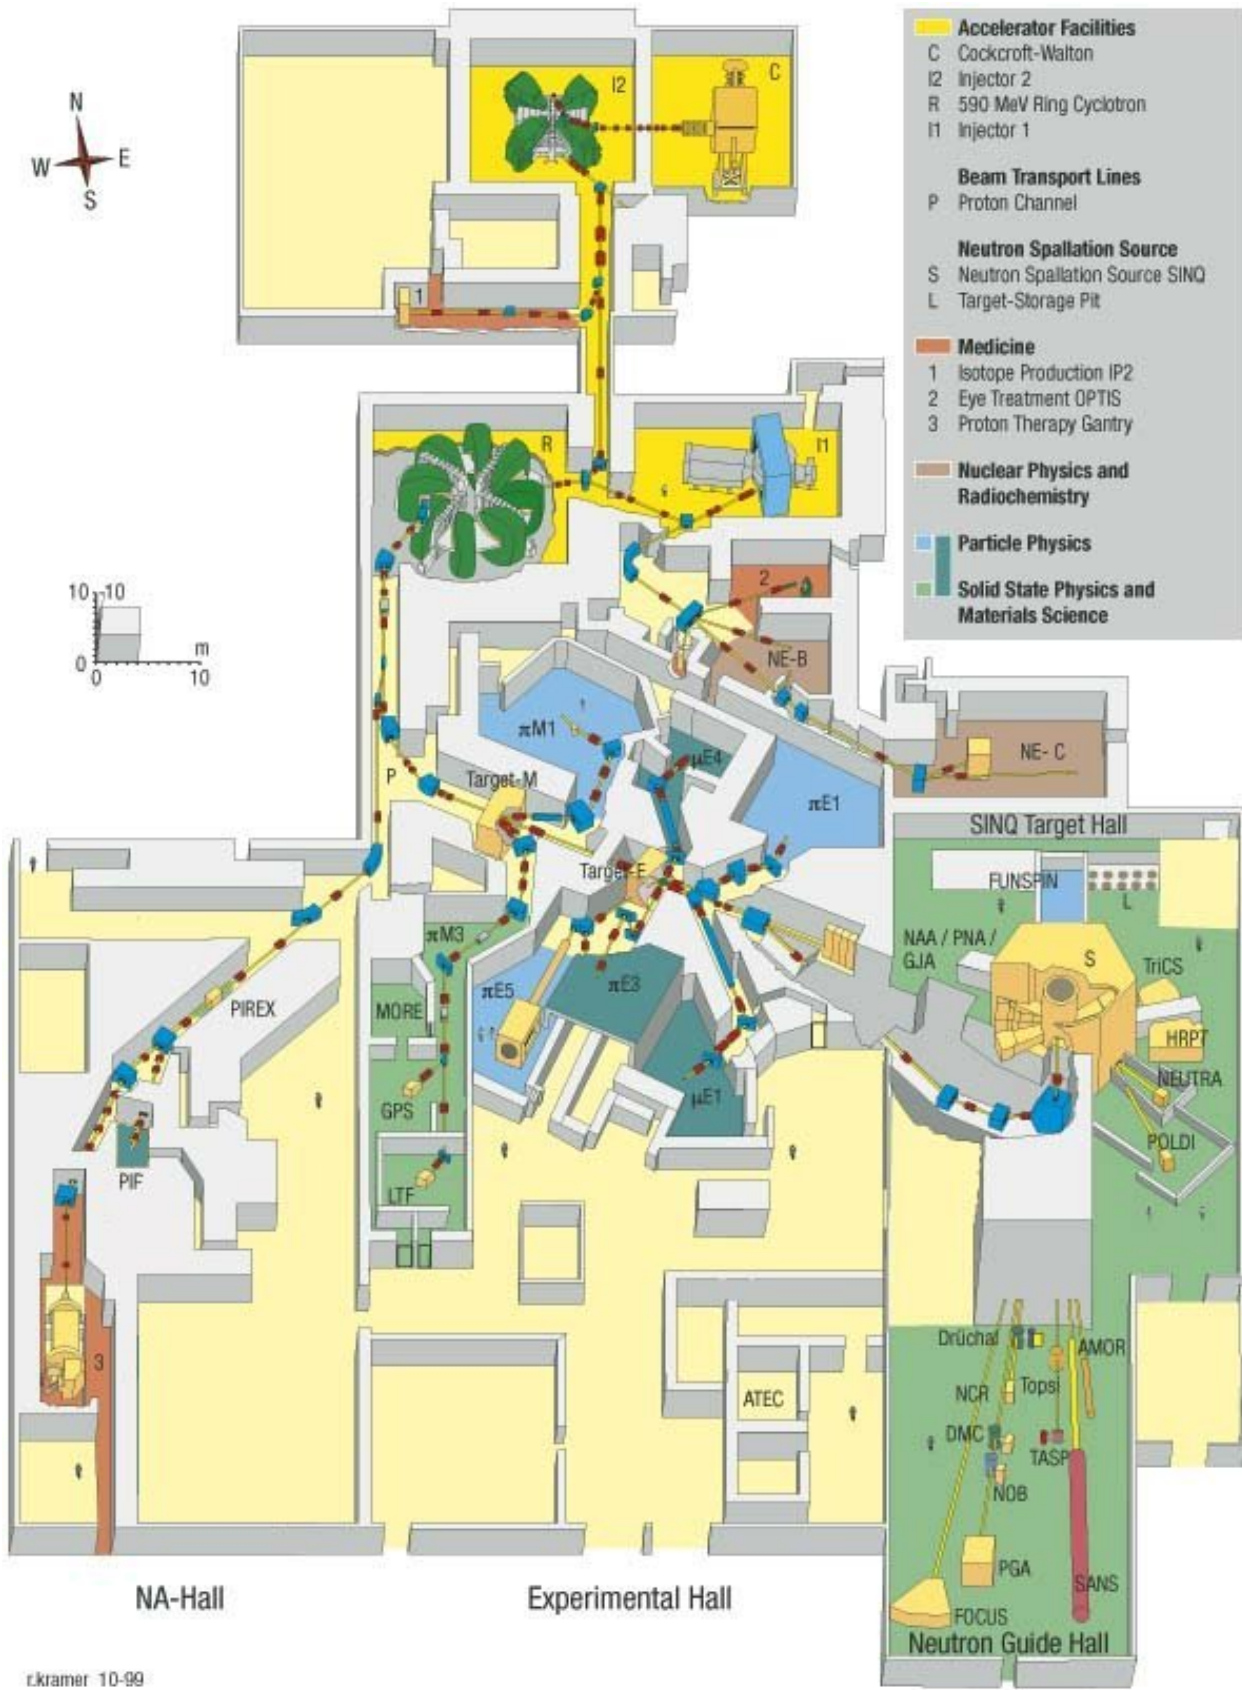 N
W
E
S
I2
C
1
R
I1
2
10
10
0
m
0
10
NE-B
πM1
μE4
P
Target-M
πE1
NE- C
SINQ Target Hall
Target-E
FUNSPIN
L
NAA / PNA /
GJA
S
TriCS
πM3
πE5
πE3
PIREX
MORE
HRPT
NEUTRA
GPS
μE1
POLDI
PIF
LTF
Drüchal
AMOR
3
NCR
Topsi
ATEC
DMC
TASP
NOB
PGA
SANS
FOCUS
Neutron Guide Hall
NA-Hall
Experimental Hall
r.kramer 10-99
Accelerator Facilities
C Cockcroft-Walton
I2 Injector 2
R 590 MeV Ring Cyclotron
I1 Injector 1
Beam Transport Lines
P Proton Channel
Neutron Spallation Source
S Neutron Spallation Source SINQ
L Target-Storage Pit
Medicine
1 Isotope Production IP2
2 Eye Treatment OPTIS
3 Proton Therapy Gantry
Nuclear Physics and
Radiochemistry
Particle Physics
Solid State Physics and
Materials Science